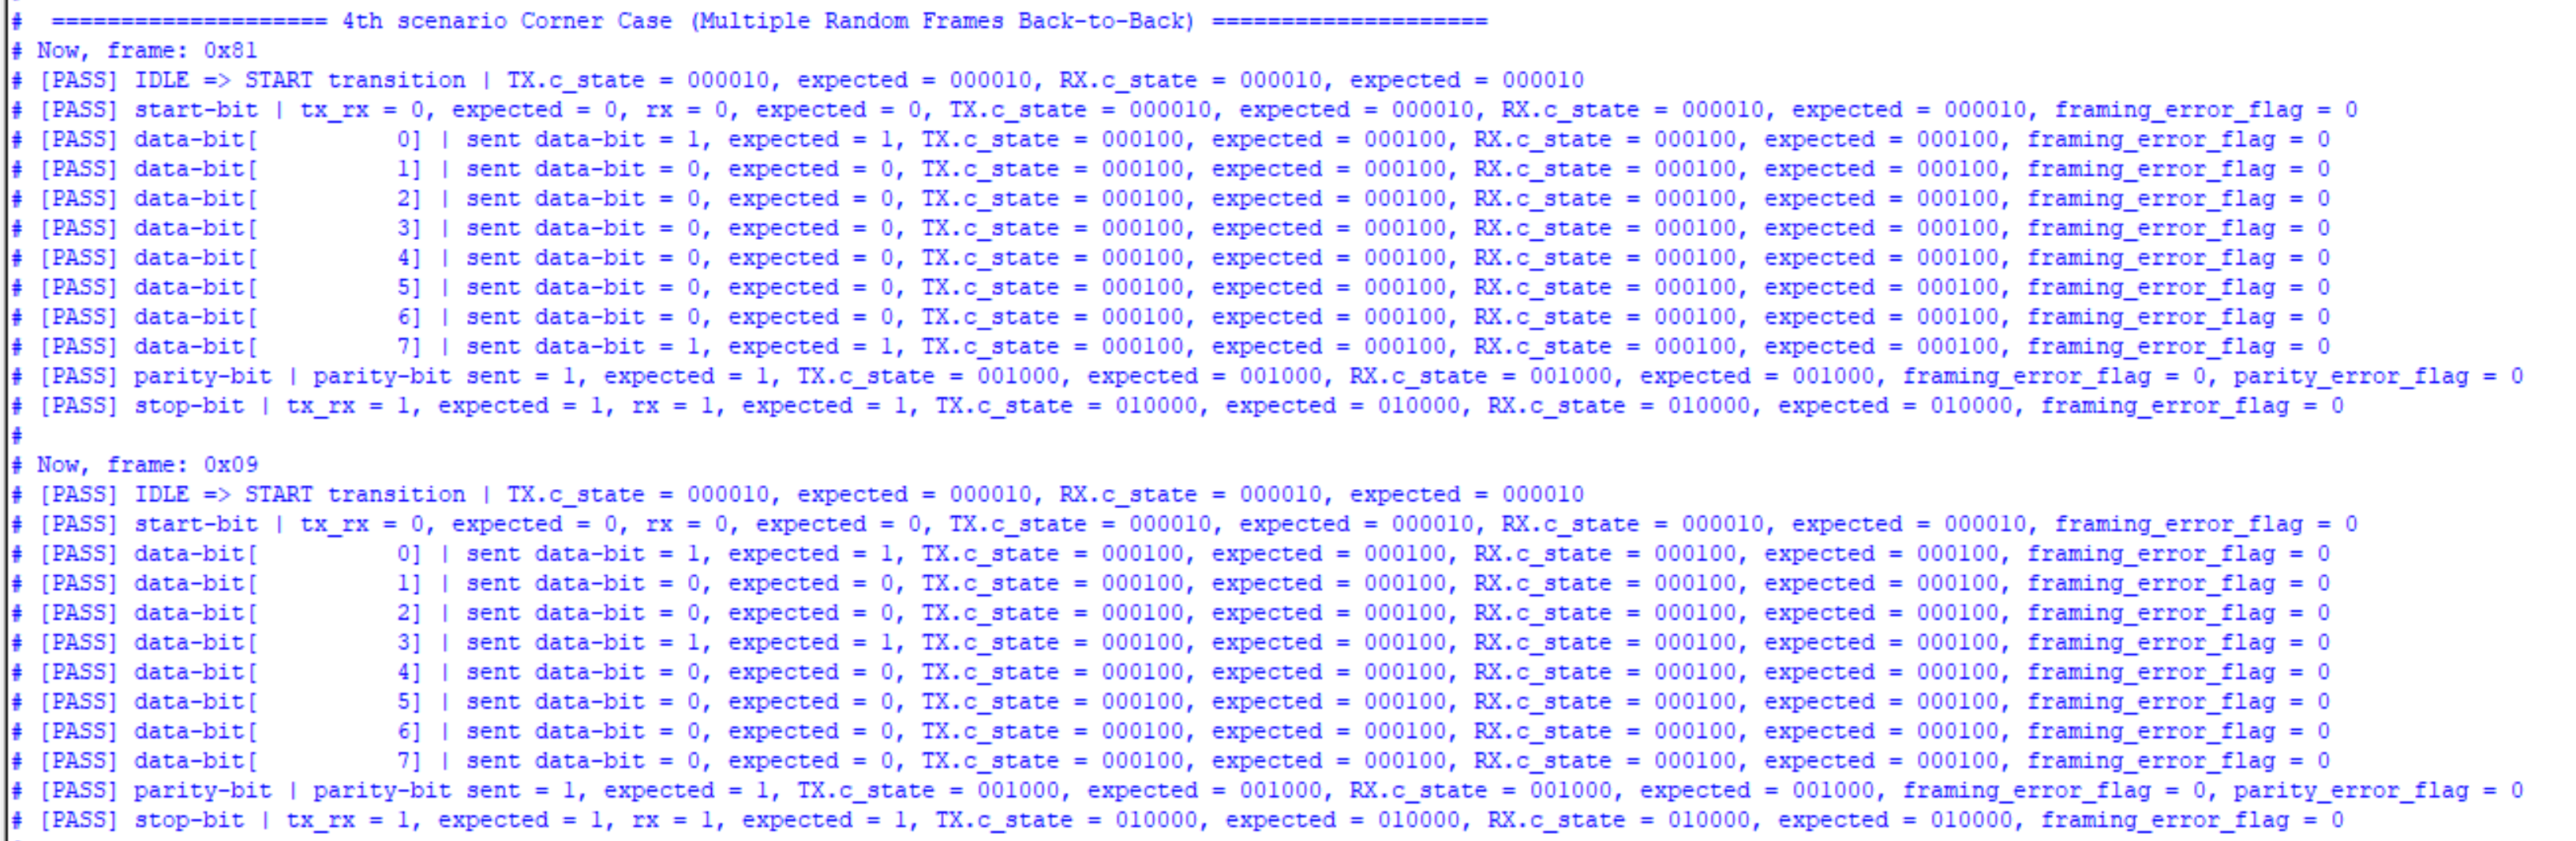 # ==================== 4th scenario Corner Case (Multiple Random Frames Back-to-Back) ====================
# Now, frame: 0x81
# [PASS] IDLE => START transition | TX.c_state = 000010, expected = 000010, RX.c_state = 000010, expected = 000010
# [PASS] start-bit | tx_rx = 0, expected = 0, rx = 0, expected = 0, TX.c_state = 000010, expected = 000010, RX.c_state = 000010, expected = 000010, framing_error_flag = 0
# [PASS] data-bit[          0] | sent data-bit = 1, expected = 1, TX.c_state = 000100, expected = 000100, RX.c_state = 000100, expected = 000100, framing_error_flag = 0
# [PASS] data-bit[          1] | sent data-bit = 0, expected = 0, TX.c_state = 000100, expected = 000100, RX.c_state = 000100, expected = 000100, framing_error_flag = 0
# [PASS] data-bit[          2] | sent data-bit = 0, expected = 0, TX.c_state = 000100, expected = 000100, RX.c_state = 000100, expected = 000100, framing_error_flag = 0
# [PASS] data-bit[          3] | sent data-bit = 0, expected = 0, TX.c_state = 000100, expected = 000100, RX.c_state = 000100, expected = 000100, framing_error_flag = 0
# [PASS] data-bit[          4] | sent data-bit = 0, expected = 0, TX.c_state = 000100, expected = 000100, RX.c_state = 000100, expected = 000100, framing_error_flag = 0
# [PASS] data-bit[          5] | sent data-bit = 0, expected = 0, TX.c_state = 000100, expected = 000100, RX.c_state = 000100, expected = 000100, framing_error_flag = 0
# [PASS] data-bit[          6] | sent data-bit = 0, expected = 0, TX.c_state = 000100, expected = 000100, RX.c_state = 000100, expected = 000100, framing_error_flag = 0
# [PASS] data-bit[          7] | sent data-bit = 1, expected = 1, TX.c_state = 000100, expected = 000100, RX.c_state = 000100, expected = 000100, framing_error_flag = 0
# [PASS] parity-bit | parity-bit sent = 1, expected = 1, TX.c_state = 001000, expected = 001000, RX.c_state = 001000, expected = 001000, framing_error_flag = 0, parity_error_flag = 0
# [PASS] stop-bit | tx_rx = 1, expected = 1, rx = 1, expected = 1, TX.c_state = 010000, expected = 010000, RX.c_state = 010000, expected = 010000, framing_error_flag = 0
#
# Now, frame: 0x09
# [PASS] IDLE => START transition | TX.c_state = 000010, expected = 000010, RX.c_state = 000010, expected = 000010
# [PASS] start-bit | tx_rx = 0, expected = 0, rx = 0, expected = 0, TX.c_state = 000010, expected = 000010, RX.c_state = 000010, expected = 000010, framing_error_flag = 0
# [PASS] data-bit[          0] | sent data-bit = 1, expected = 1, TX.c_state = 000100, expected = 000100, RX.c_state = 000100, expected = 000100, framing_error_flag = 0
# [PASS] data-bit[          1] | sent data-bit = 0, expected = 0, TX.c_state = 000100, expected = 000100, RX.c_state = 000100, expected = 000100, framing_error_flag = 0
# [PASS] data-bit[          2] | sent data-bit = 0, expected = 0, TX.c_state = 000100, expected = 000100, RX.c_state = 000100, expected = 000100, framing_error_flag = 0
# [PASS] data-bit[          3] | sent data-bit = 1, expected = 1, TX.c_state = 000100, expected = 000100, RX.c_state = 000100, expected = 000100, framing_error_flag = 0
# [PASS] data-bit[          4] | sent data-bit = 0, expected = 0, TX.c_state = 000100, expected = 000100, RX.c_state = 000100, expected = 000100, framing_error_flag = 0
# [PASS] data-bit[          5] | sent data-bit = 0, expected = 0, TX.c_state = 000100, expected = 000100, RX.c_state = 000100, expected = 000100, framing_error_flag = 0
# [PASS] data-bit[          6] | sent data-bit = 0, expected = 0, TX.c_state = 000100, expected = 000100, RX.c_state = 000100, expected = 000100, framing_error_flag = 0
# [PASS] data-bit[          7] | sent data-bit = 0, expected = 0, TX.c_state = 000100, expected = 000100, RX.c_state = 000100, expected = 000100, framing_error_flag = 0
# [PASS] parity-bit | parity-bit sent = 1, expected = 1, TX.c_state = 001000, expected = 001000, RX.c_state = 001000, expected = 001000, framing_error_flag = 0, parity_error_flag = 0
# [PASS] stop-bit | tx_rx = 1, expected = 1, rx = 1, expected = 1, TX.c_state = 010000, expected = 010000, RX.c_state = 010000, expected = 010000, framing_error_flag = 0